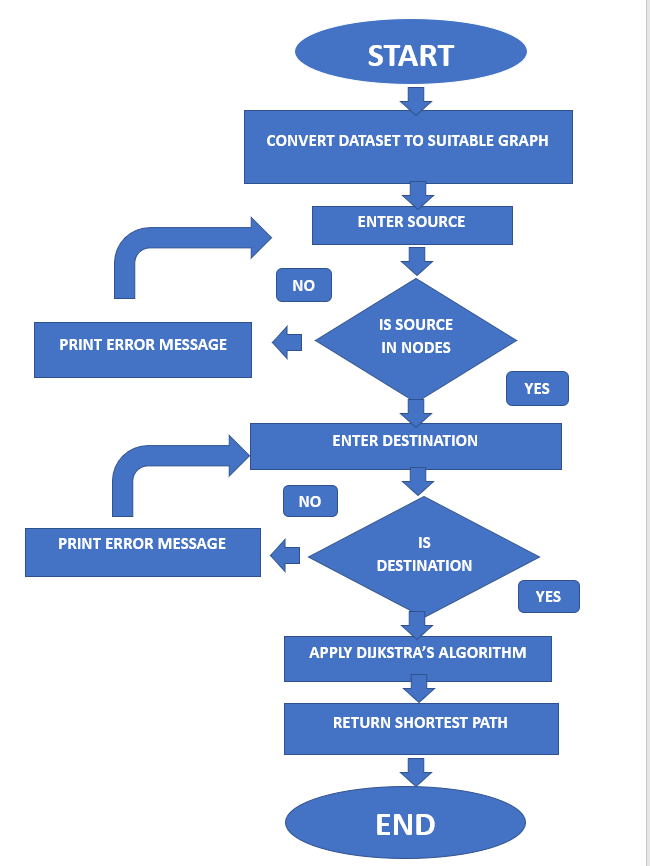 START
CONVERT DATASET TO SUITABLE GRAPH
ENTER SOURCE
NO
IS SOURCE
IN NODES
PRINT ERROR MESSAGE
YES
ENTER DESTINATION
NO
IS
DESTINATION
PRINT ERROR MESSAGE
YES
APPLY DIJKSTRA’S ALGORITHM
RETURN SHORTEST PATH
END